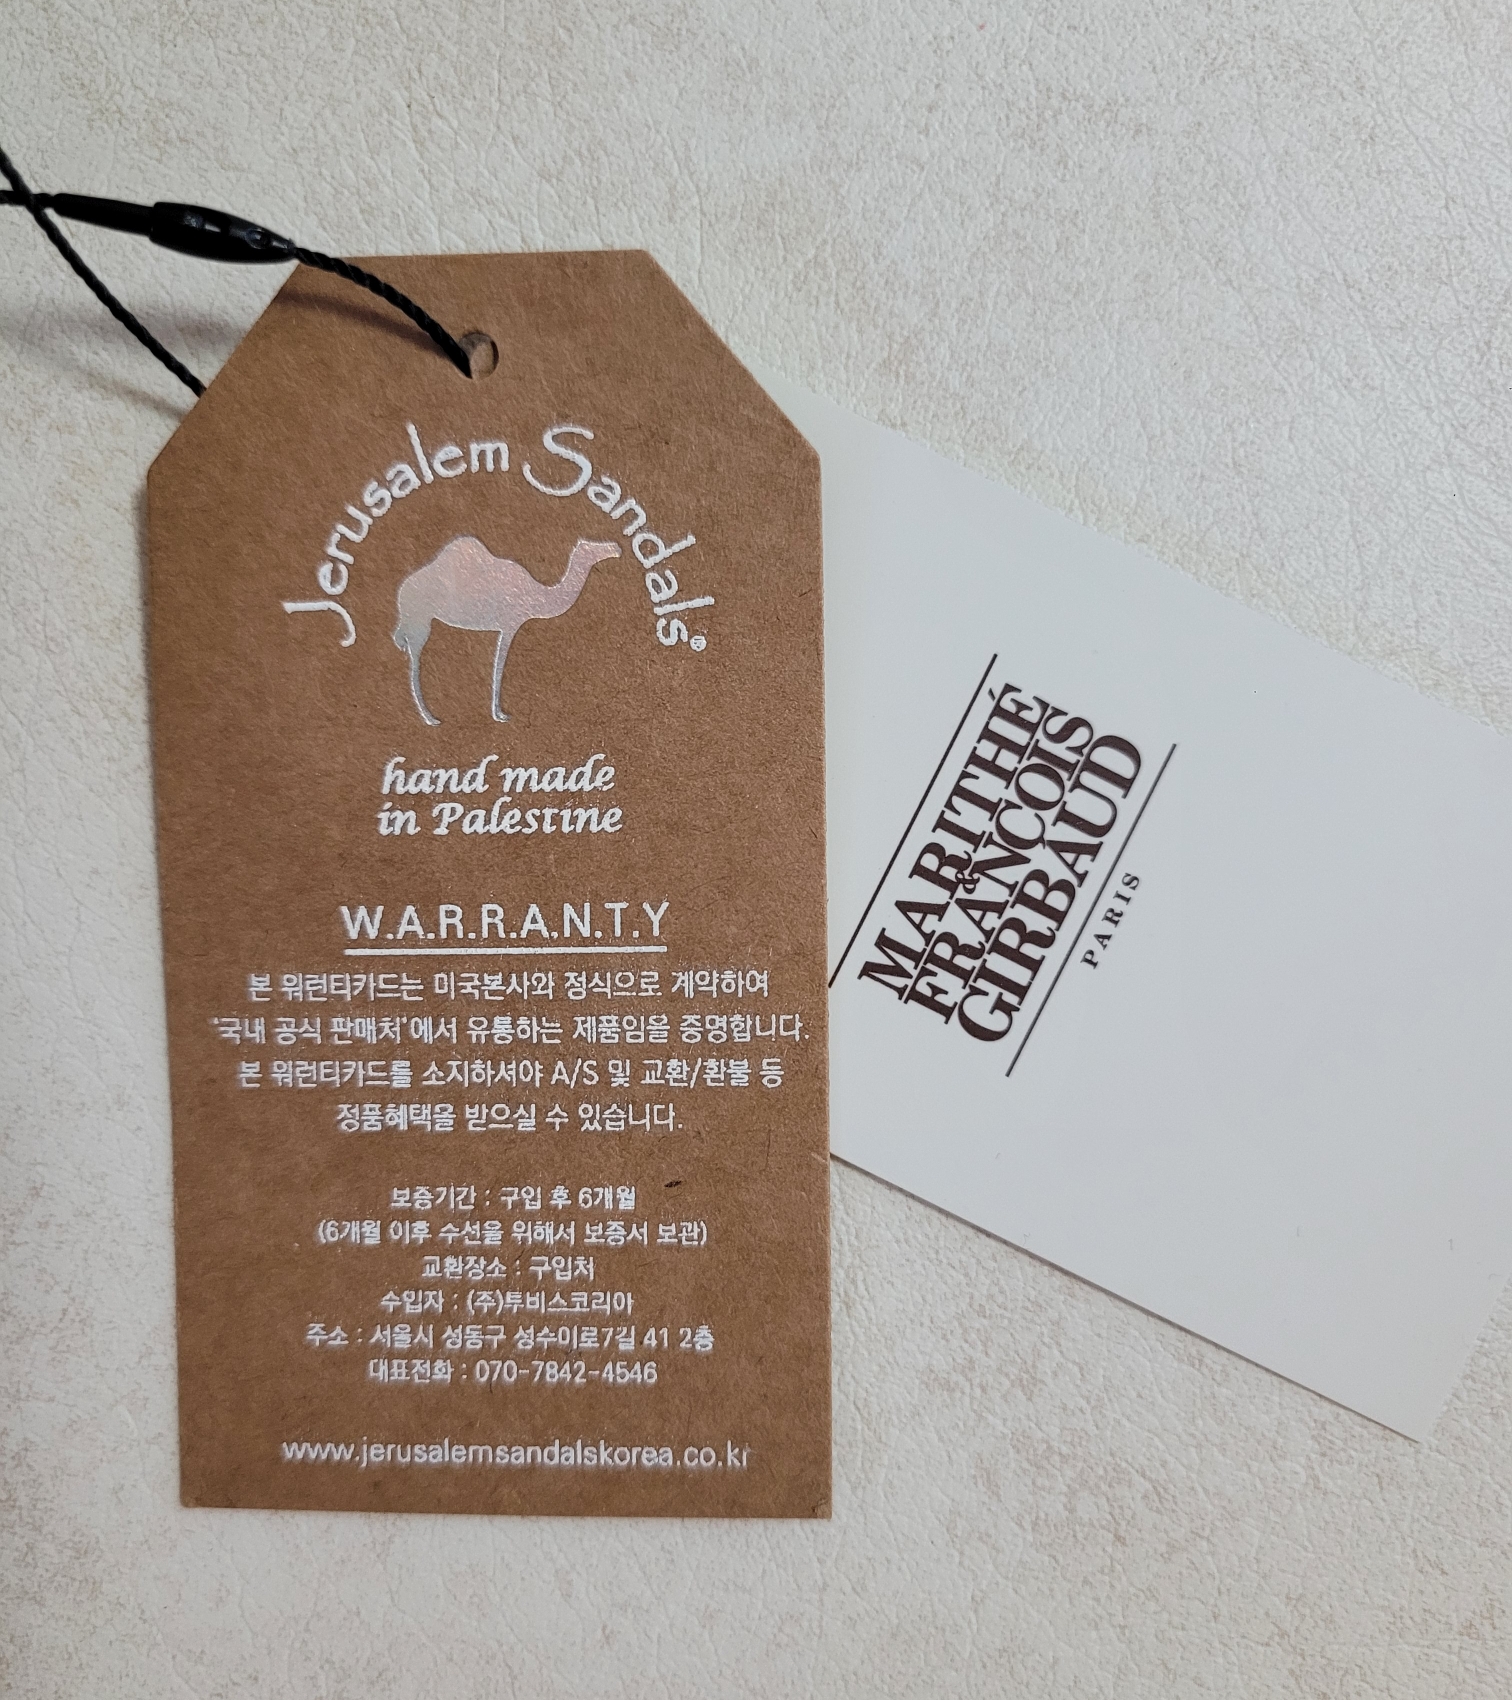 Jerusalem Sandals®
hand made
in Palestine
W.A.R.R.A.N.T.Y
본 워런티카드는 미국본사와 정식으로 계약하여
'국내 공식 판매처'에서 유통하는 제품임을 증명합니다.
본 워런티카드를 소지하셔야 A/S 및 교환/환불 등
정품혜택을 받으실 수 있습니다.
보증기간 : 구입 후 6개월
(6개월 이후 수선을 위해서 보증서 보관)
교환장소 : 구입처
수입자 : (주)투비스코리아
주소 : 서울시 성동구 성수이로7길 41 2층
대표전화 : 070-7842-4546
www.jerusalemsandalskorea.co.kr
MARITHÉ
&
FRANÇOIS
GIRBAUD
PARIS